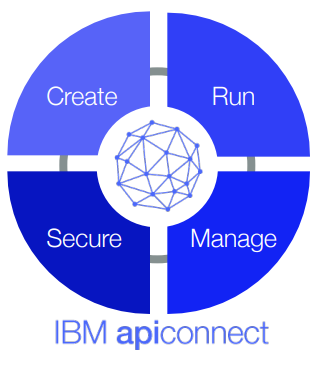 Create
Run
Secure
Manage
IBM apiconnect